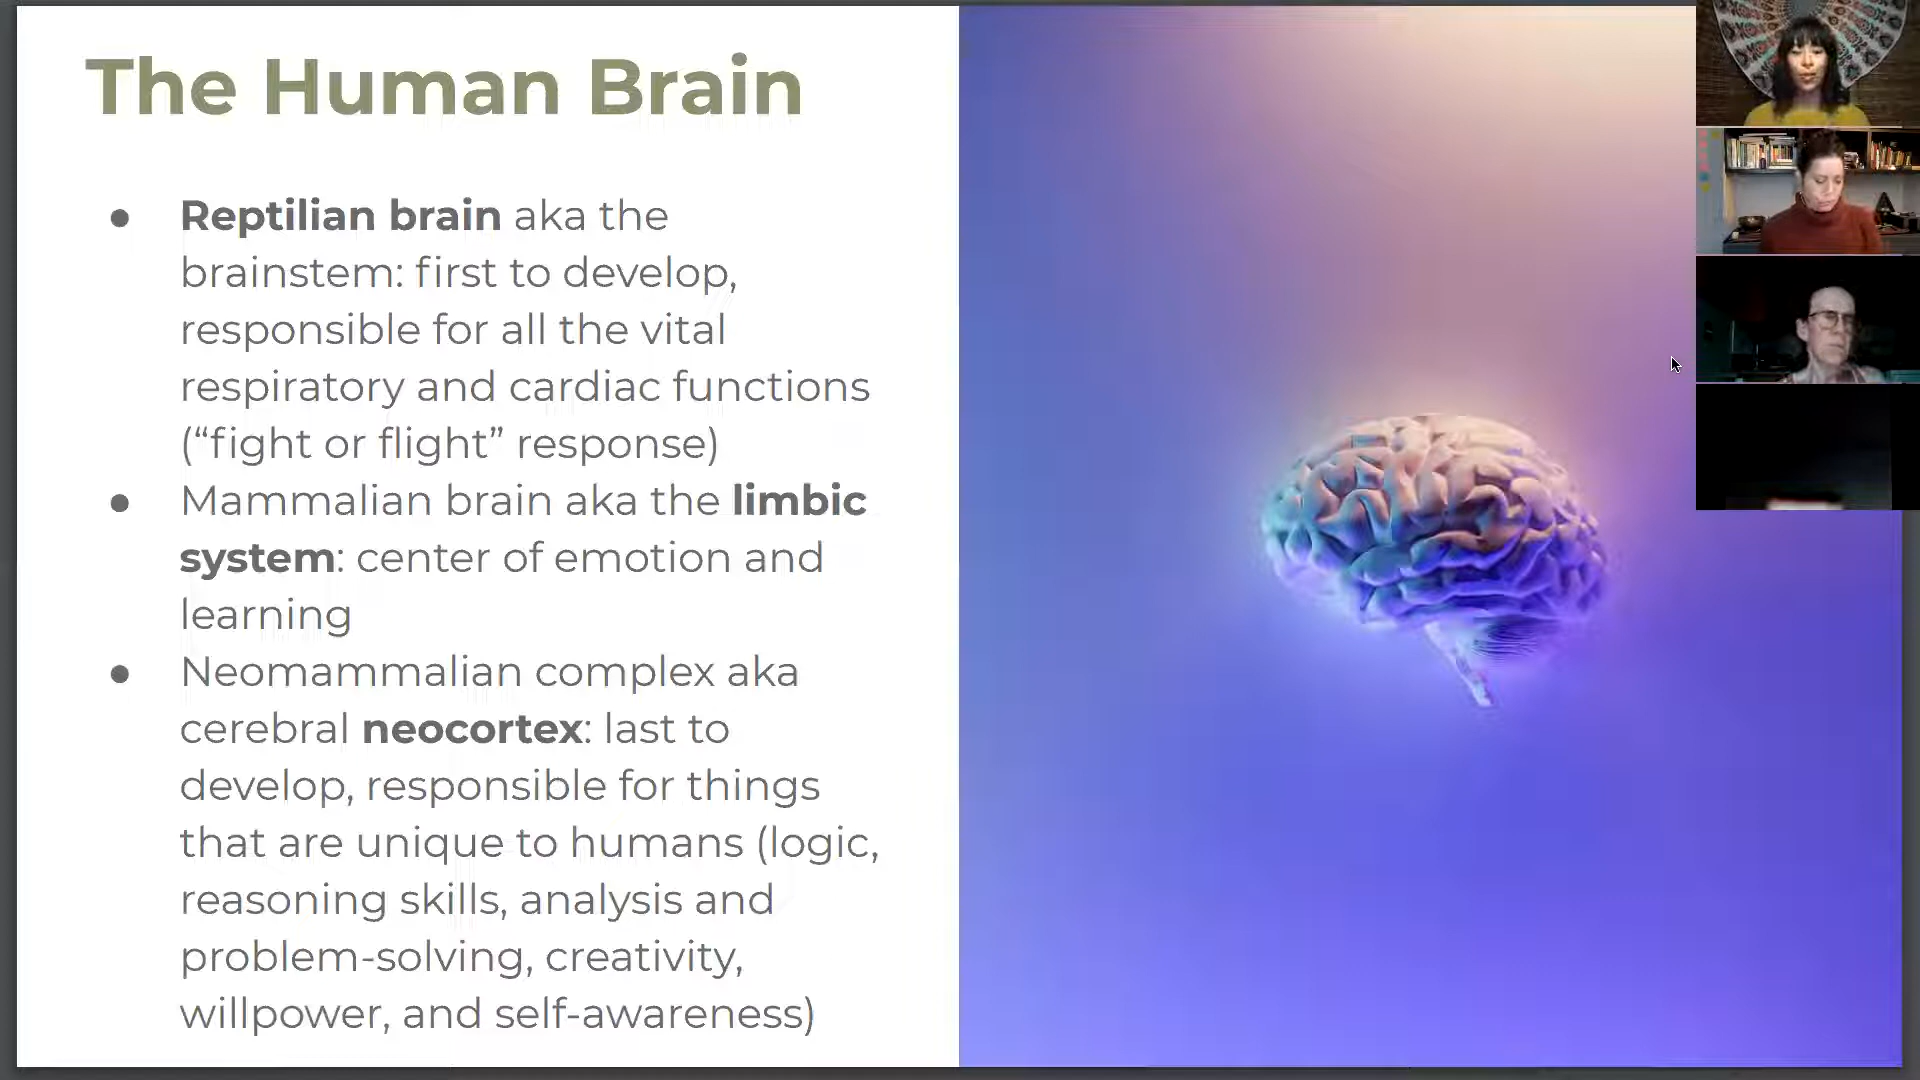 The Human Brain
● Reptilian brain aka the
brainstem: first to develop,
responsible for all the vital
respiratory and cardiac functions
(“fight or flight” response)
● Mammalian brain aka the limbic
system: center of emotion and
learning
● Neomammalian complex aka
cerebral neocortex: last to
develop, responsible for things
that are unique to humans (logic,
reasoning skills, analysis and
problem-solving, creativity,
willpower, and self-awareness)